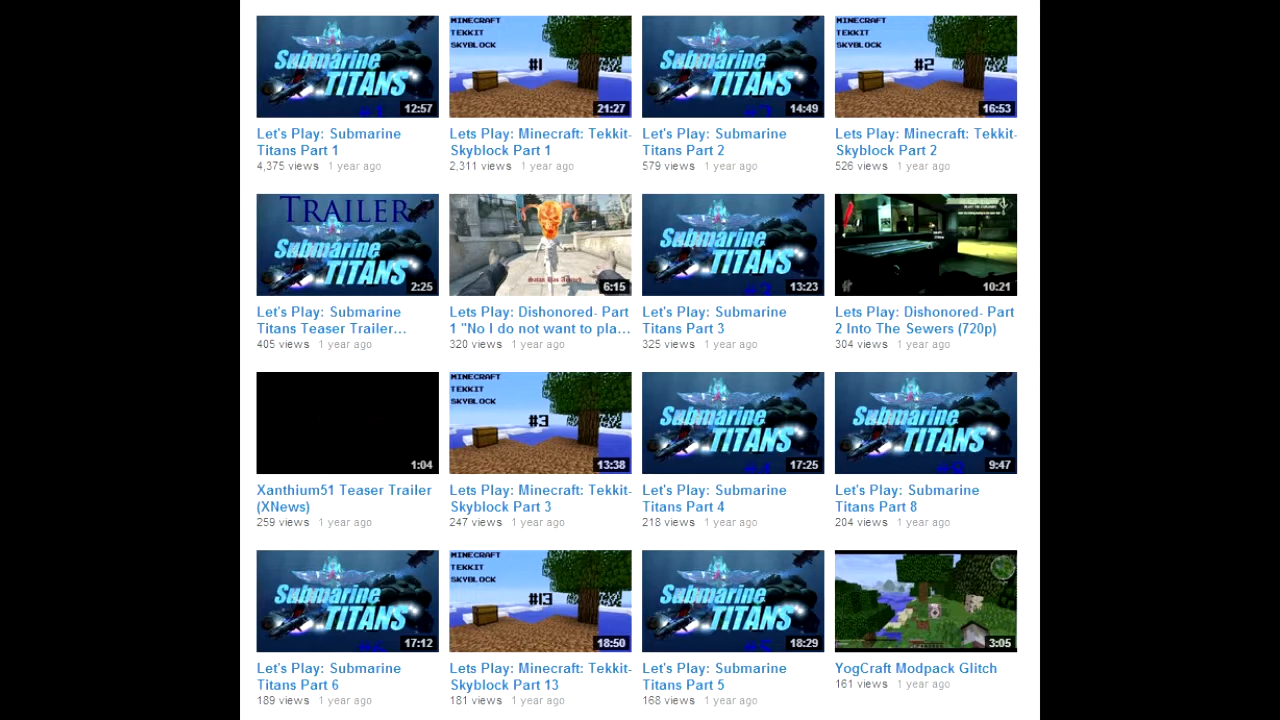 Submarine
TITANS
#1
12:57
Let's Play: Submarine
Titans Part 1
4,375 views 1 year ago
MINECRAFT
TEKKIT
SKYBLOCK
#1
21:27
Lets Play: Minecraft: Tekkit-
Skyblock Part 1
2,311 views 1 year ago
Submarine
TITANS
14:49
Let's Play: Submarine
Titans Part 2
579 views 1 year ago
MINECRAFT
TEKKIT
SKYBLOCK
#2
16:53
Lets Play: Minecraft: Tekkit-
Skyblock Part 2
526 views 1 year ago
TRAILER
Submarine
TITANS
2:25
Let's Play: Submarine
Titans Teaser Trailer...
405 views 1 year ago
6:15
Lets Play: Dishonored- Part
1 "No I do not want to pla...
320 views 1 year ago
Submarine
TITANS
13:23
Let's Play: Submarine
Titans Part 3
325 views 1 year ago
10:21
Lets Play: Dishonored- Part
2 Into The Sewers (720p)
304 views 1 year ago
1:04
Xanthium51 Teaser Trailer
(XNews)
259 views 1 year ago
MINECRAFT
TEKKIT
SKYBLOCK
#3
13:38
Lets Play: Minecraft: Tekkit-
Skyblock Part 3
247 views 1 year ago
Submarine
TITANS
17:25
Let's Play: Submarine
Titans Part 4
218 views 1 year ago
Submarine
TITANS
9:47
Let's Play: Submarine
Titans Part 8
204 views 1 year ago
Submarine
TITANS
17:12
Let's Play: Submarine
Titans Part 6
189 views 1 year ago
MINECRAFT
TEKKIT
SKYBLOCK
#13
18:50
Lets Play: Minecraft: Tekkit-
Skyblock Part 13
181 views 1 year ago
Submarine
TITANS
18:29
Let's Play: Submarine
Titans Part 5
168 views 1 year ago
3:05
YogCraft Modpack Glitch
161 views 1 year ago